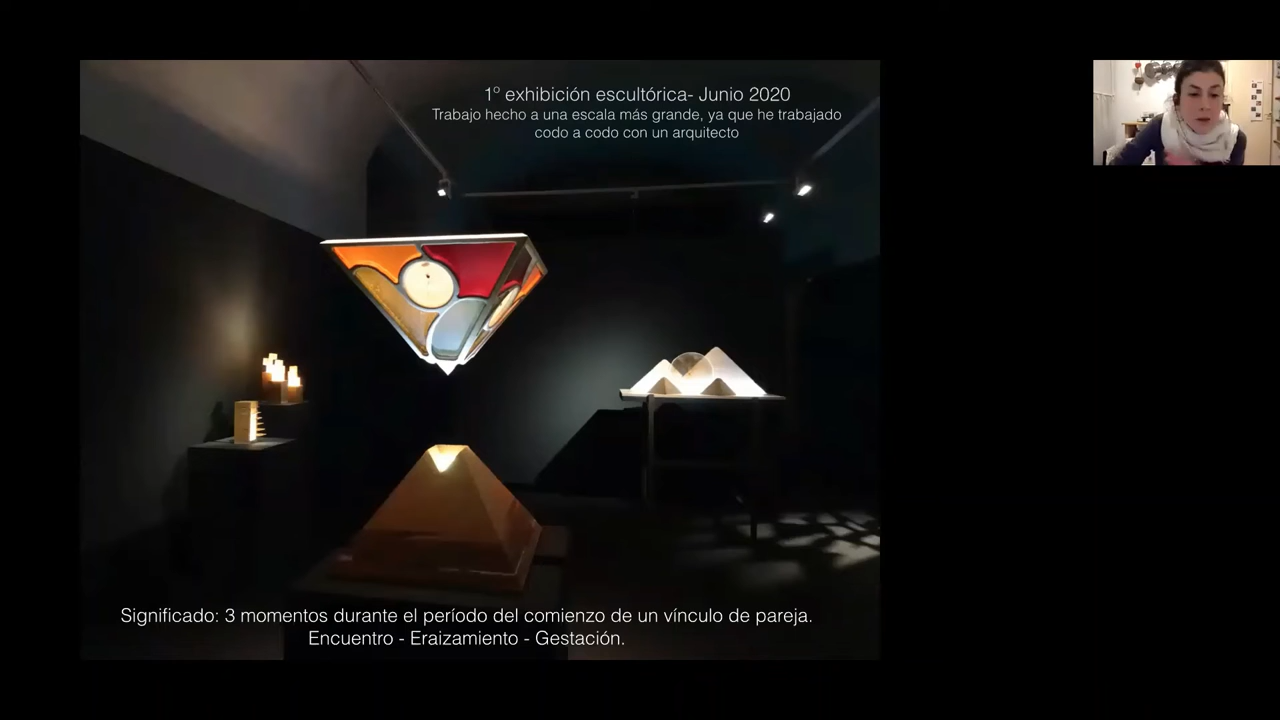 1º exhibición escultórica- Junio 2020
Trabajo hecho a una escala más grande, ya que he trabajado
codo a codo con un arquitecto
Significado: 3 momentos durante el período del comienzo de un vínculo de pareja.
Encuentro - Eraizamiento - Gestación.